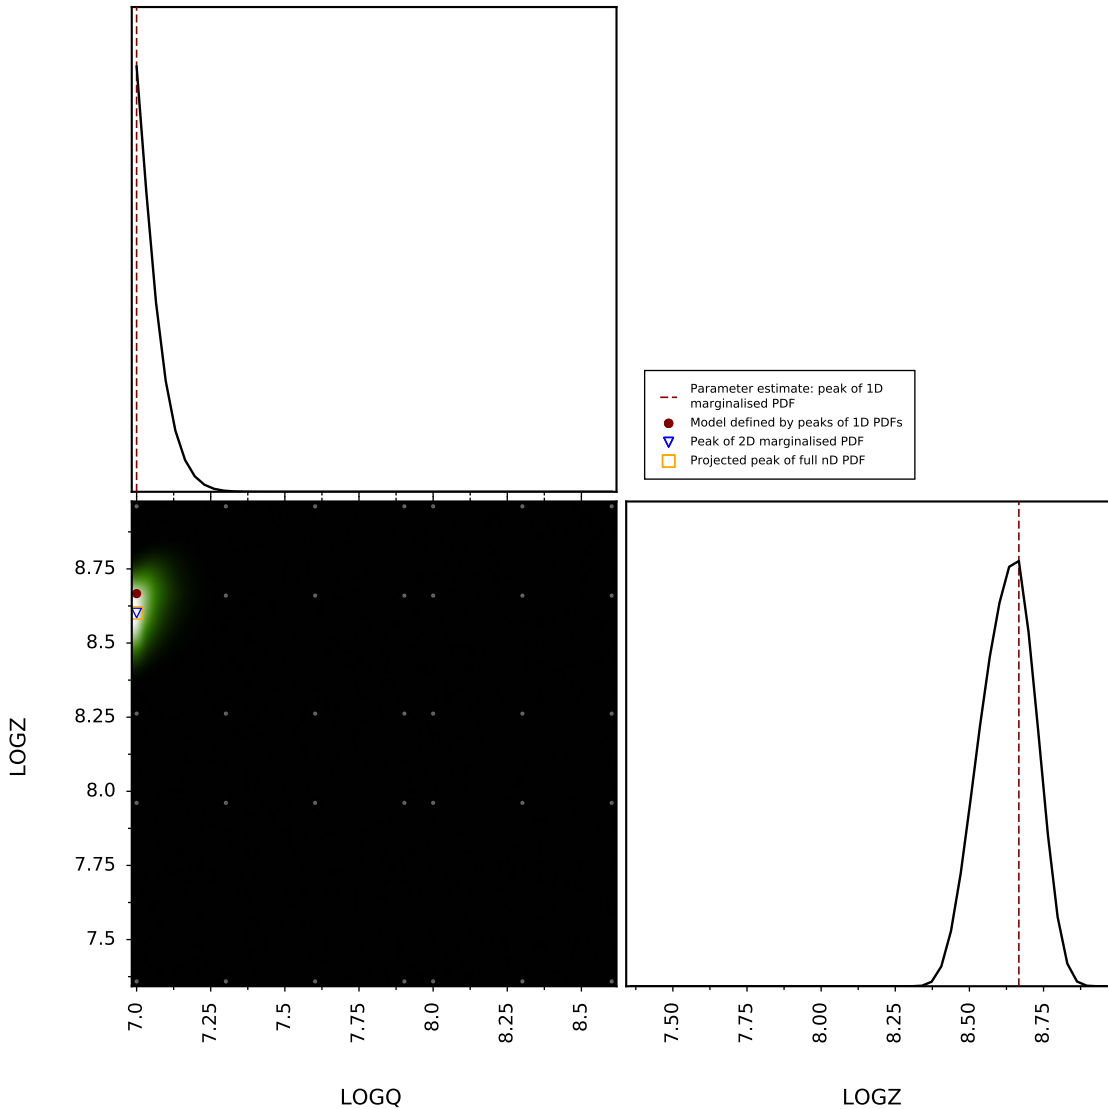 Parameter estimate: peak of 1D
marginalised PDF
Model defined by peaks of 1D PDFs
Peak of 2D marginalised PDF
Projected peak of full nD PDF
LOGZ
8.75
8.5
8.25
8.0
7.75
7.5
7.0
7.25
7.5
7.75
8.0
8.25
8.5
LOGQ
7.50
7.75
8.00
8.25
8.50
8.75
LOGZ